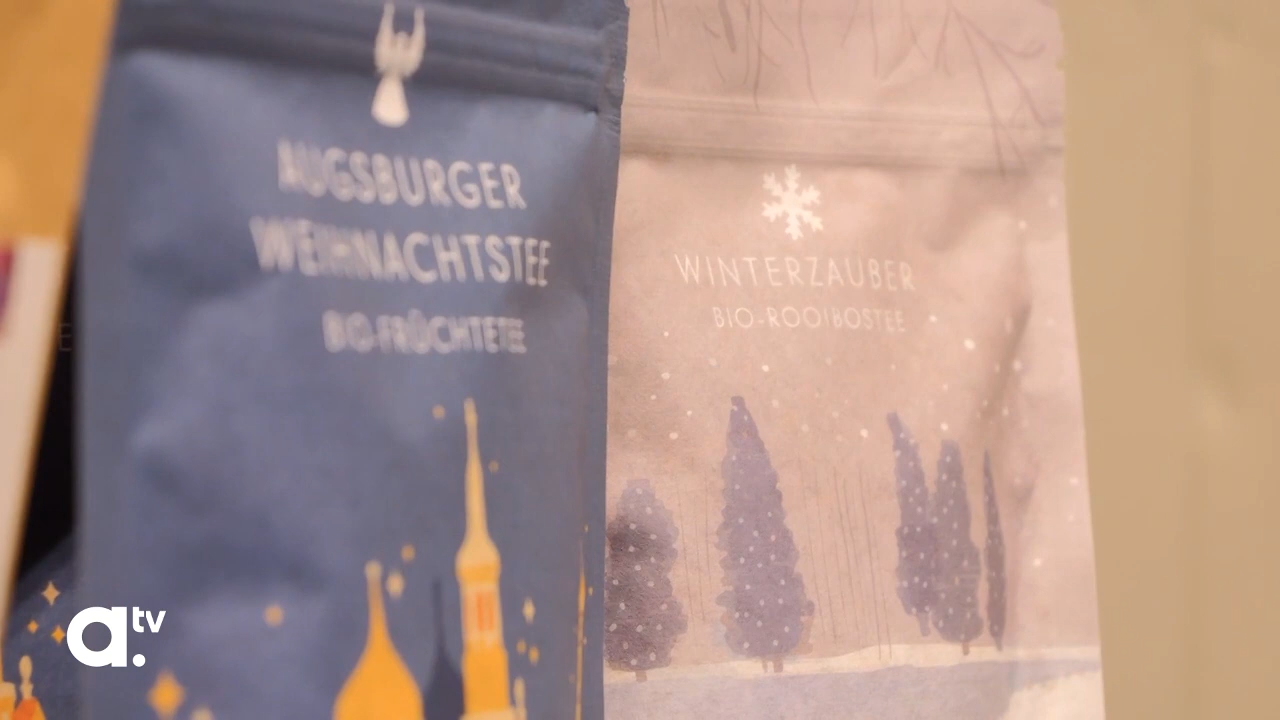 AUGSBURGER
WEIHNACHTSTEE
BIO-FRÜCHTETEE
WINTERZAUBER
BIO-ROOIBOSTEE
a.tv